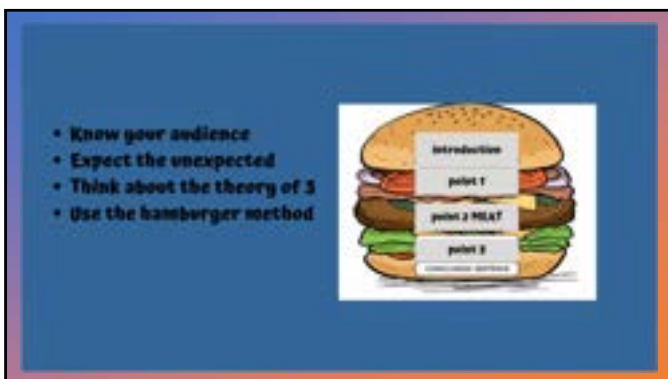 • Know your audience
• Expect the unexpected
• Think about the theory of 3
• Use the hamburger method
introduction
point 1
point 2 MEAT
point 3